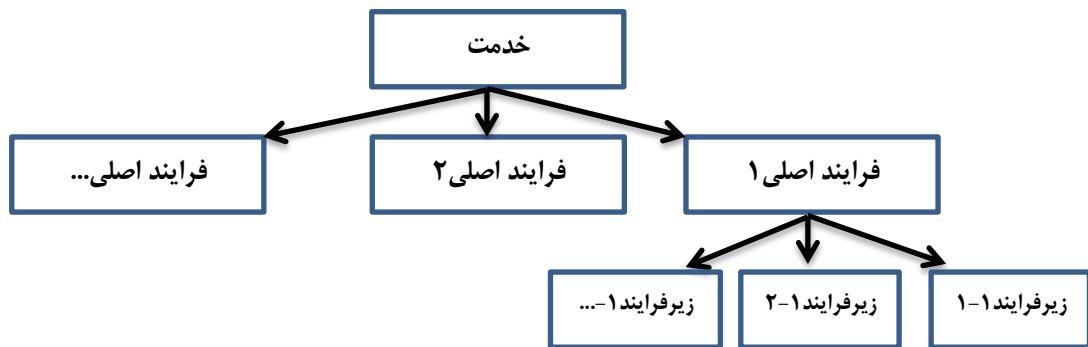 خدمت
فرایند اصلی۱
فرایند اصلی۲
فرایند اصلی...
زیرفرایند۱-۱
زیرفرایند۱-۲
زیرفرایند۱-...